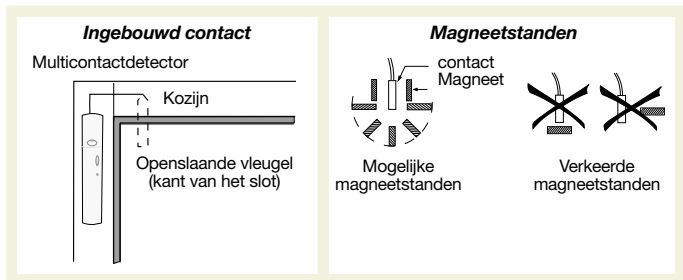 Ingebouwd contact
Multicontactdetector
Kozijn
Openslaande vleugel
(kant van het slot)
Magneetstanden
contact
Magneet
Mogelijke
magneetstanden
Verkeerde
magneetstanden